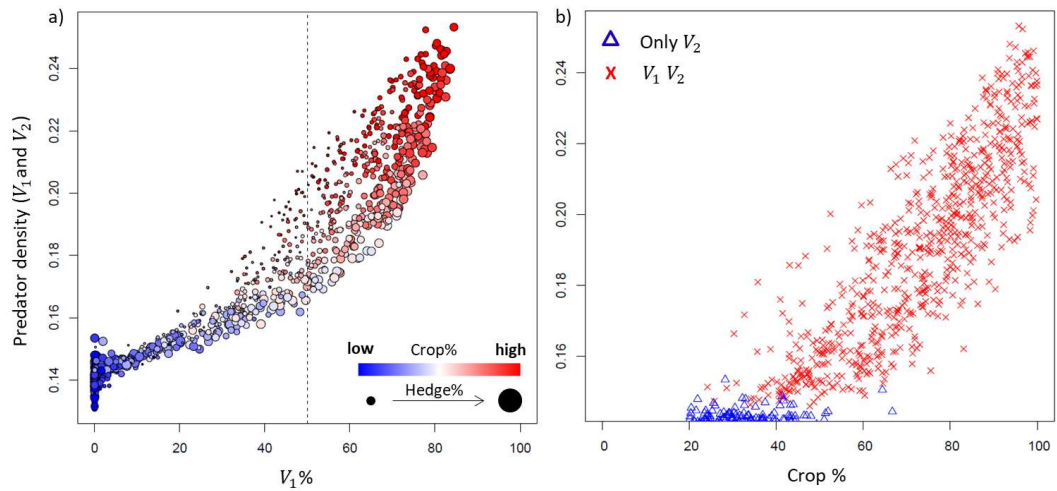 a)
Predator density (V₁ and V₂)
0.24
0.22
0.20
0.18
0.16
0.14
low Crop% high
Hedge%
0 20 40 60 80 100
V₁%
b)
Only V₂
V₁ V₂
0.24
0.22
0.20
0.18
0.16
0 20 40 60 80 100
Crop %